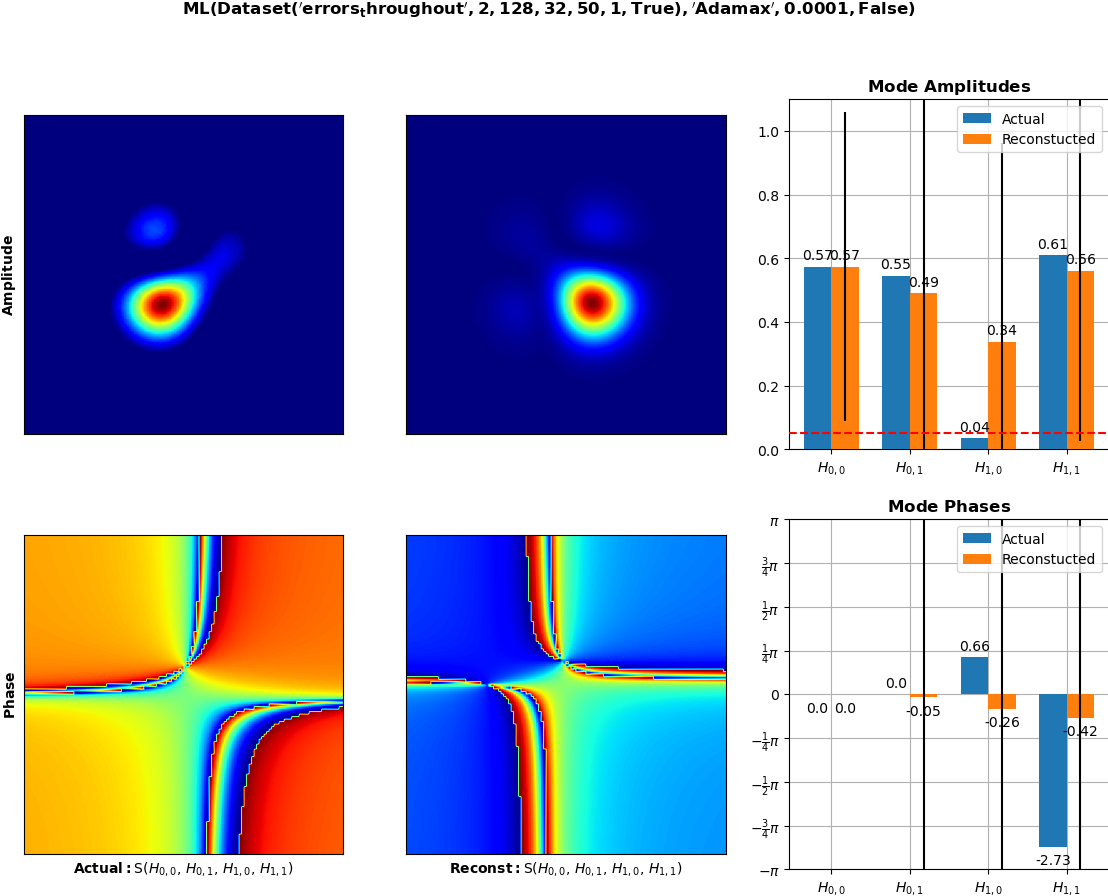 ML(Dataset('errors_throughout', 2, 128, 32, 50, 1, True), 'Adamax', 0.0001, False)
Mode Amplitudes
Actual
Reconstucted
1.0
0.8
0.6
0.4
0.2
0.0
0.57 0.57
0.55
0.49
0.04
0.34
0.61
0.56
H0,0 H0,1 H1,0 H1,1
Amplitude
Mode Phases
Actual
Reconstucted
π
3/4π
1/2π
1/4π
0
-1/4π
-1/2π
-3/4π
-π
0.0 0.0
0.0
-0.05
0.66
-0.26
-2.73
-0.42
H0,0 H0,1 H1,0 H1,1
Phase
Actual: S(H0,0, H0,1, H1,0, H1,1)
Reconst: S(H0,0, H0,1, H1,0, H1,1)